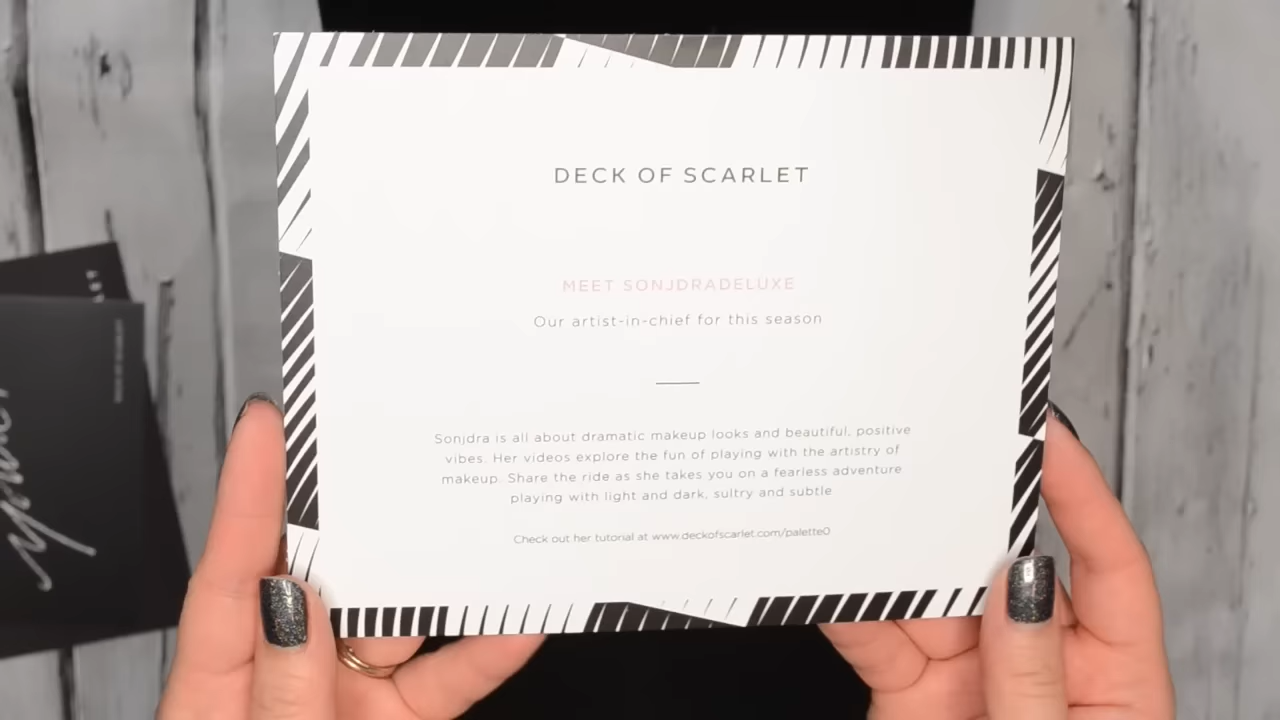 DECK OF SCARLET
MEET SONJDRADELUXE
Our artist-in-chief for this season
Sonjdra is all about dramatic makeup looks and beautiful, positive
vibes. Her videos explore the fun of playing with the artistry of
makeup. Share the ride as she takes you on a fearless adventure
playing with light and dark, sultry and subtle
Check out her tutorial at www.deckofscarlet.com/palette0